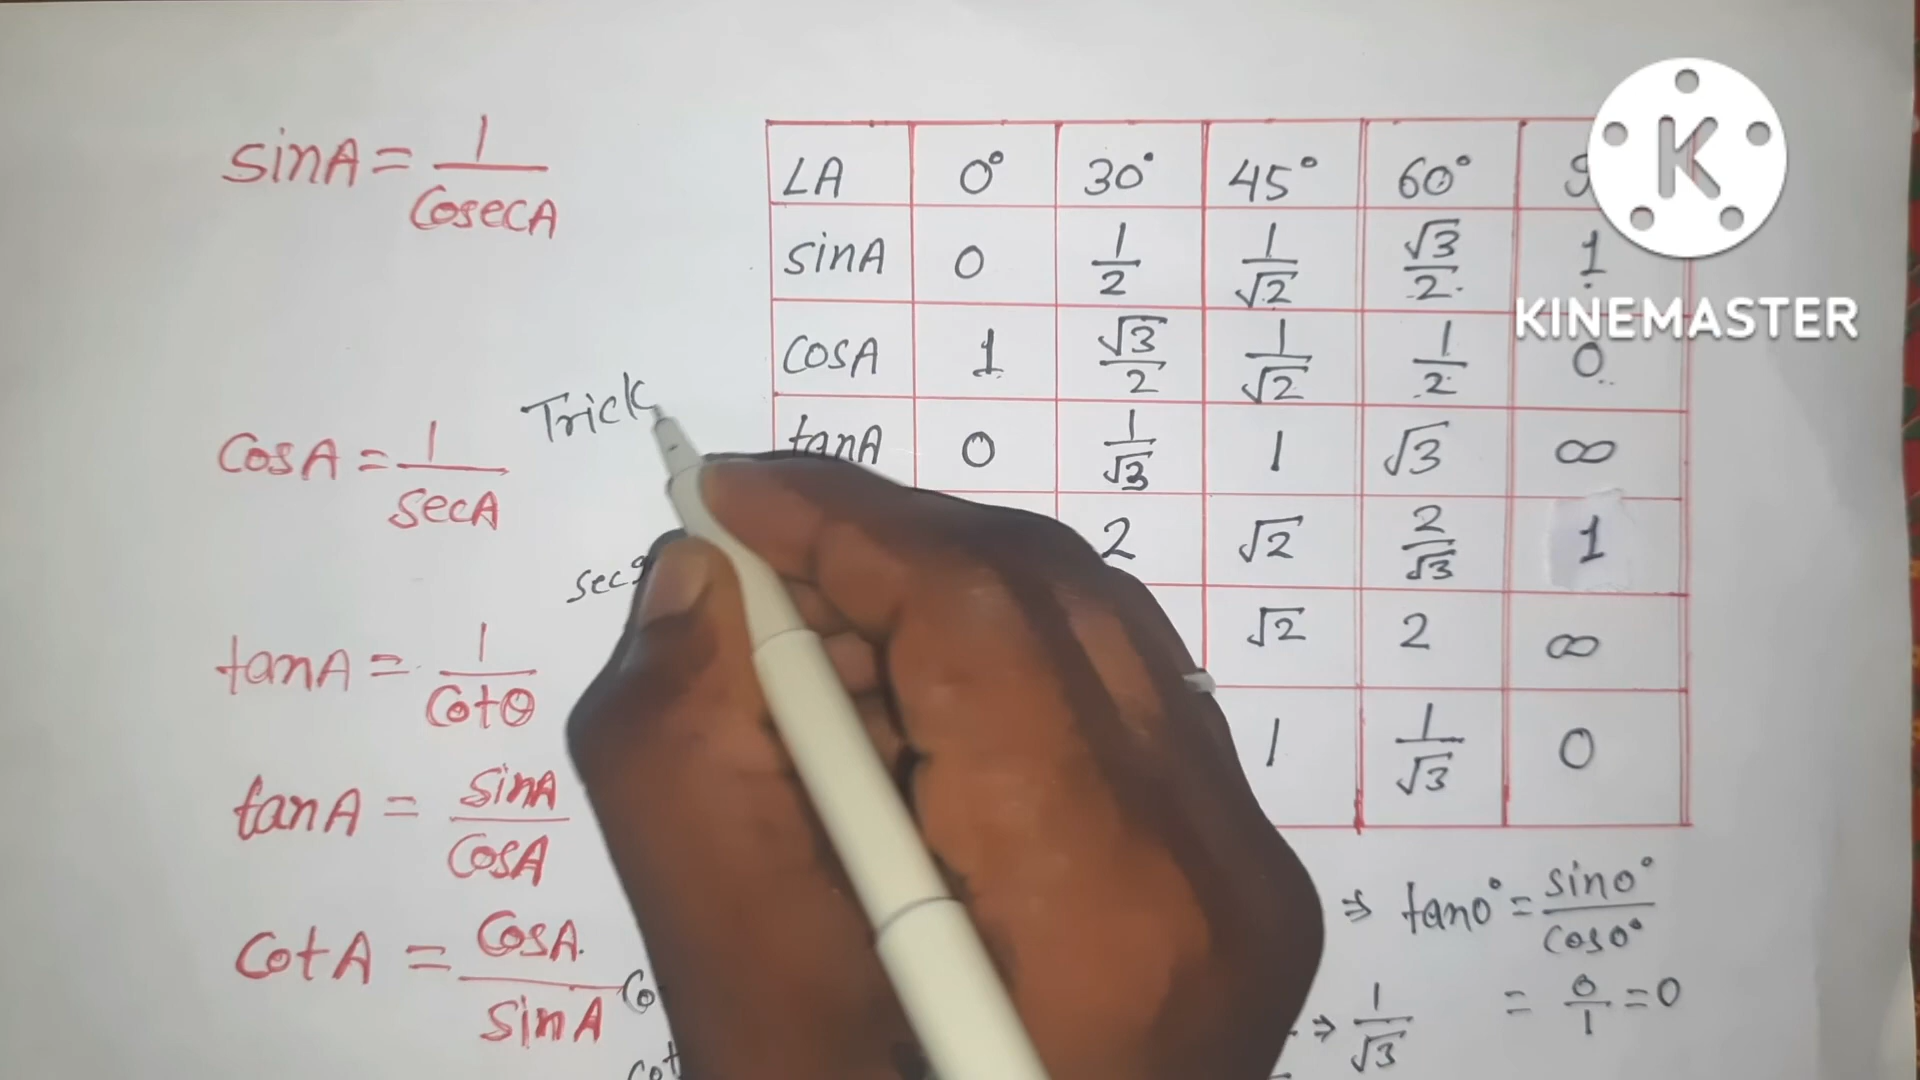 sinA = 1/cosecA
cosA = 1/secA
tanA = 1/cotθ
tanA = sinA/cosA
cotA = cosA/sinA
Trick
∠A 0° 30° 45° 60°
sinA 0 1/2 1/√2 √3/2 1
cosA 1 √3/2 1/√2 1/2 0
tanA 0 1/√3 1 √3 ∞
2 √2 2/√3 1
√2 2 ∞
1 1/√3 0
⇒ tan0° = sin0°/cos0°
= 0/1 = 0
⇒ 1/√3
K
KINEMASTER